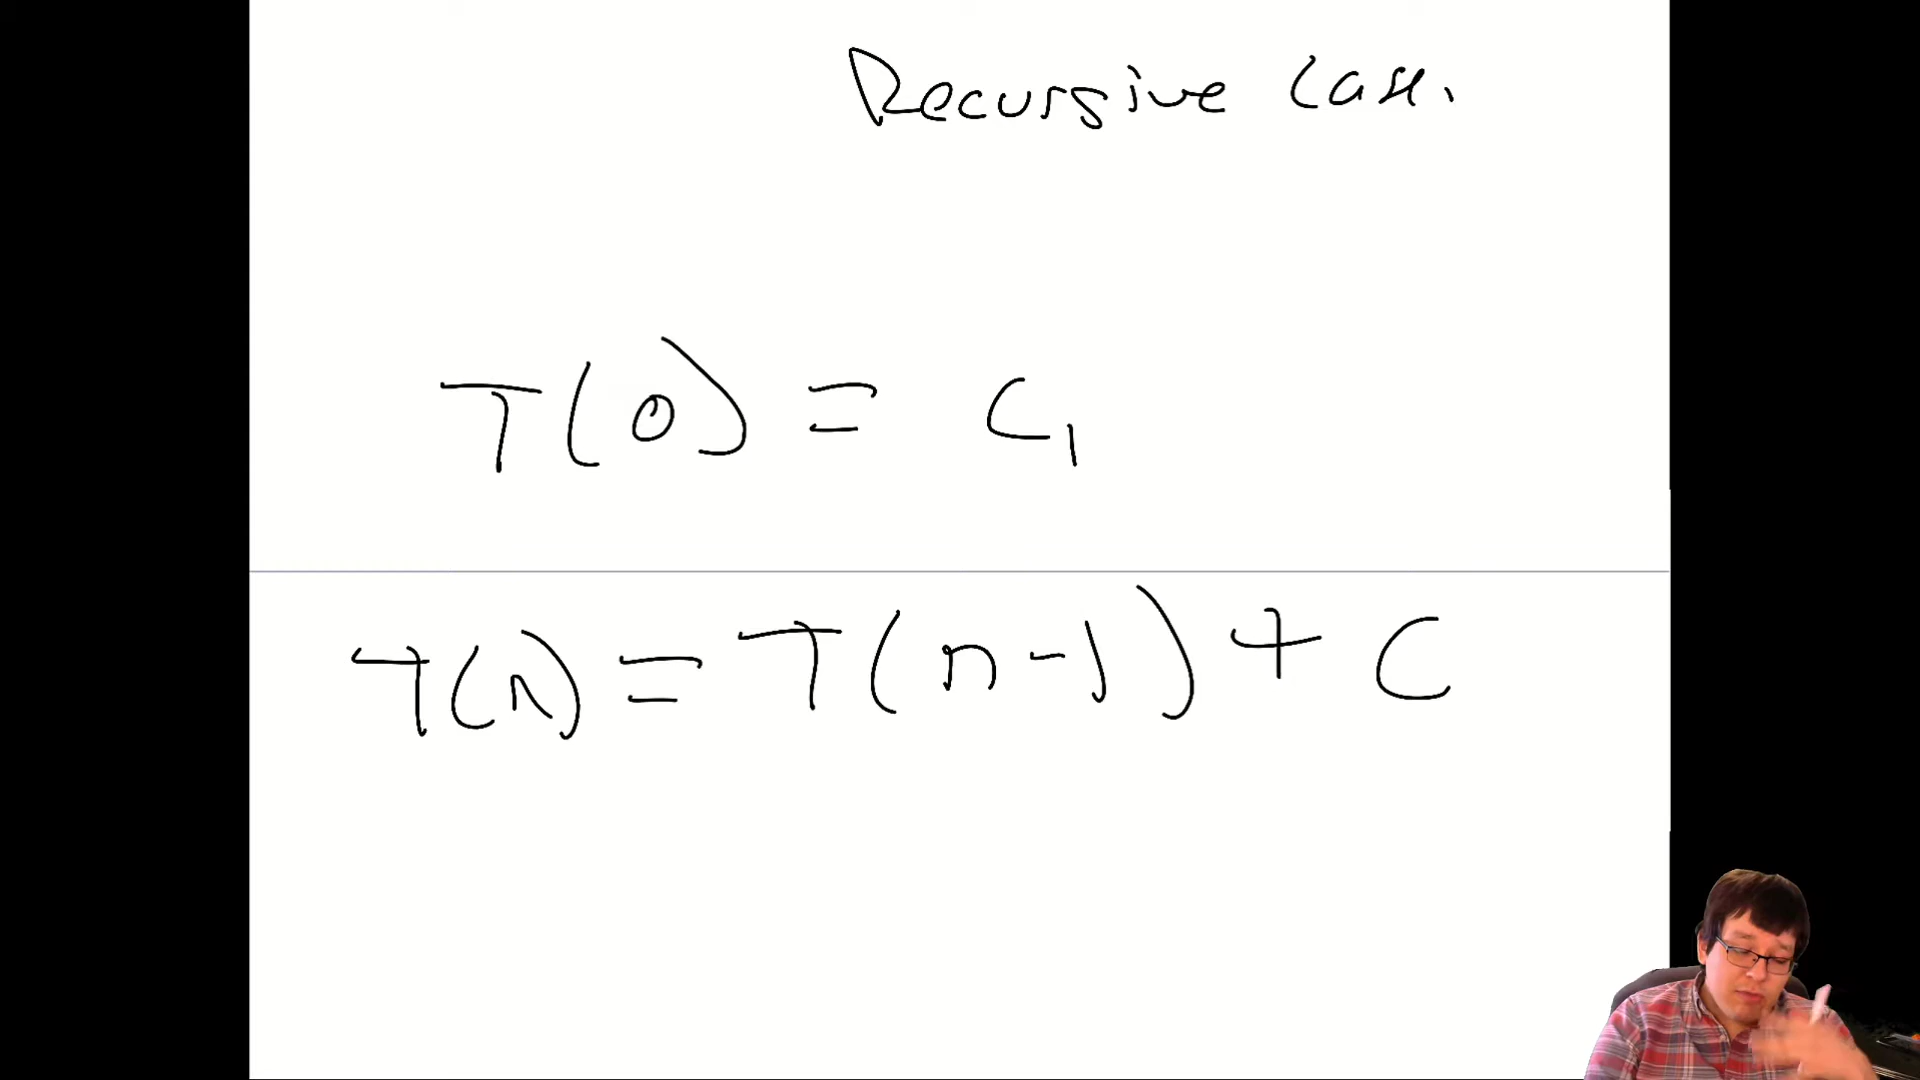 Recursive Case.
T(0) = C₁
T(n) = T(n-1) + C